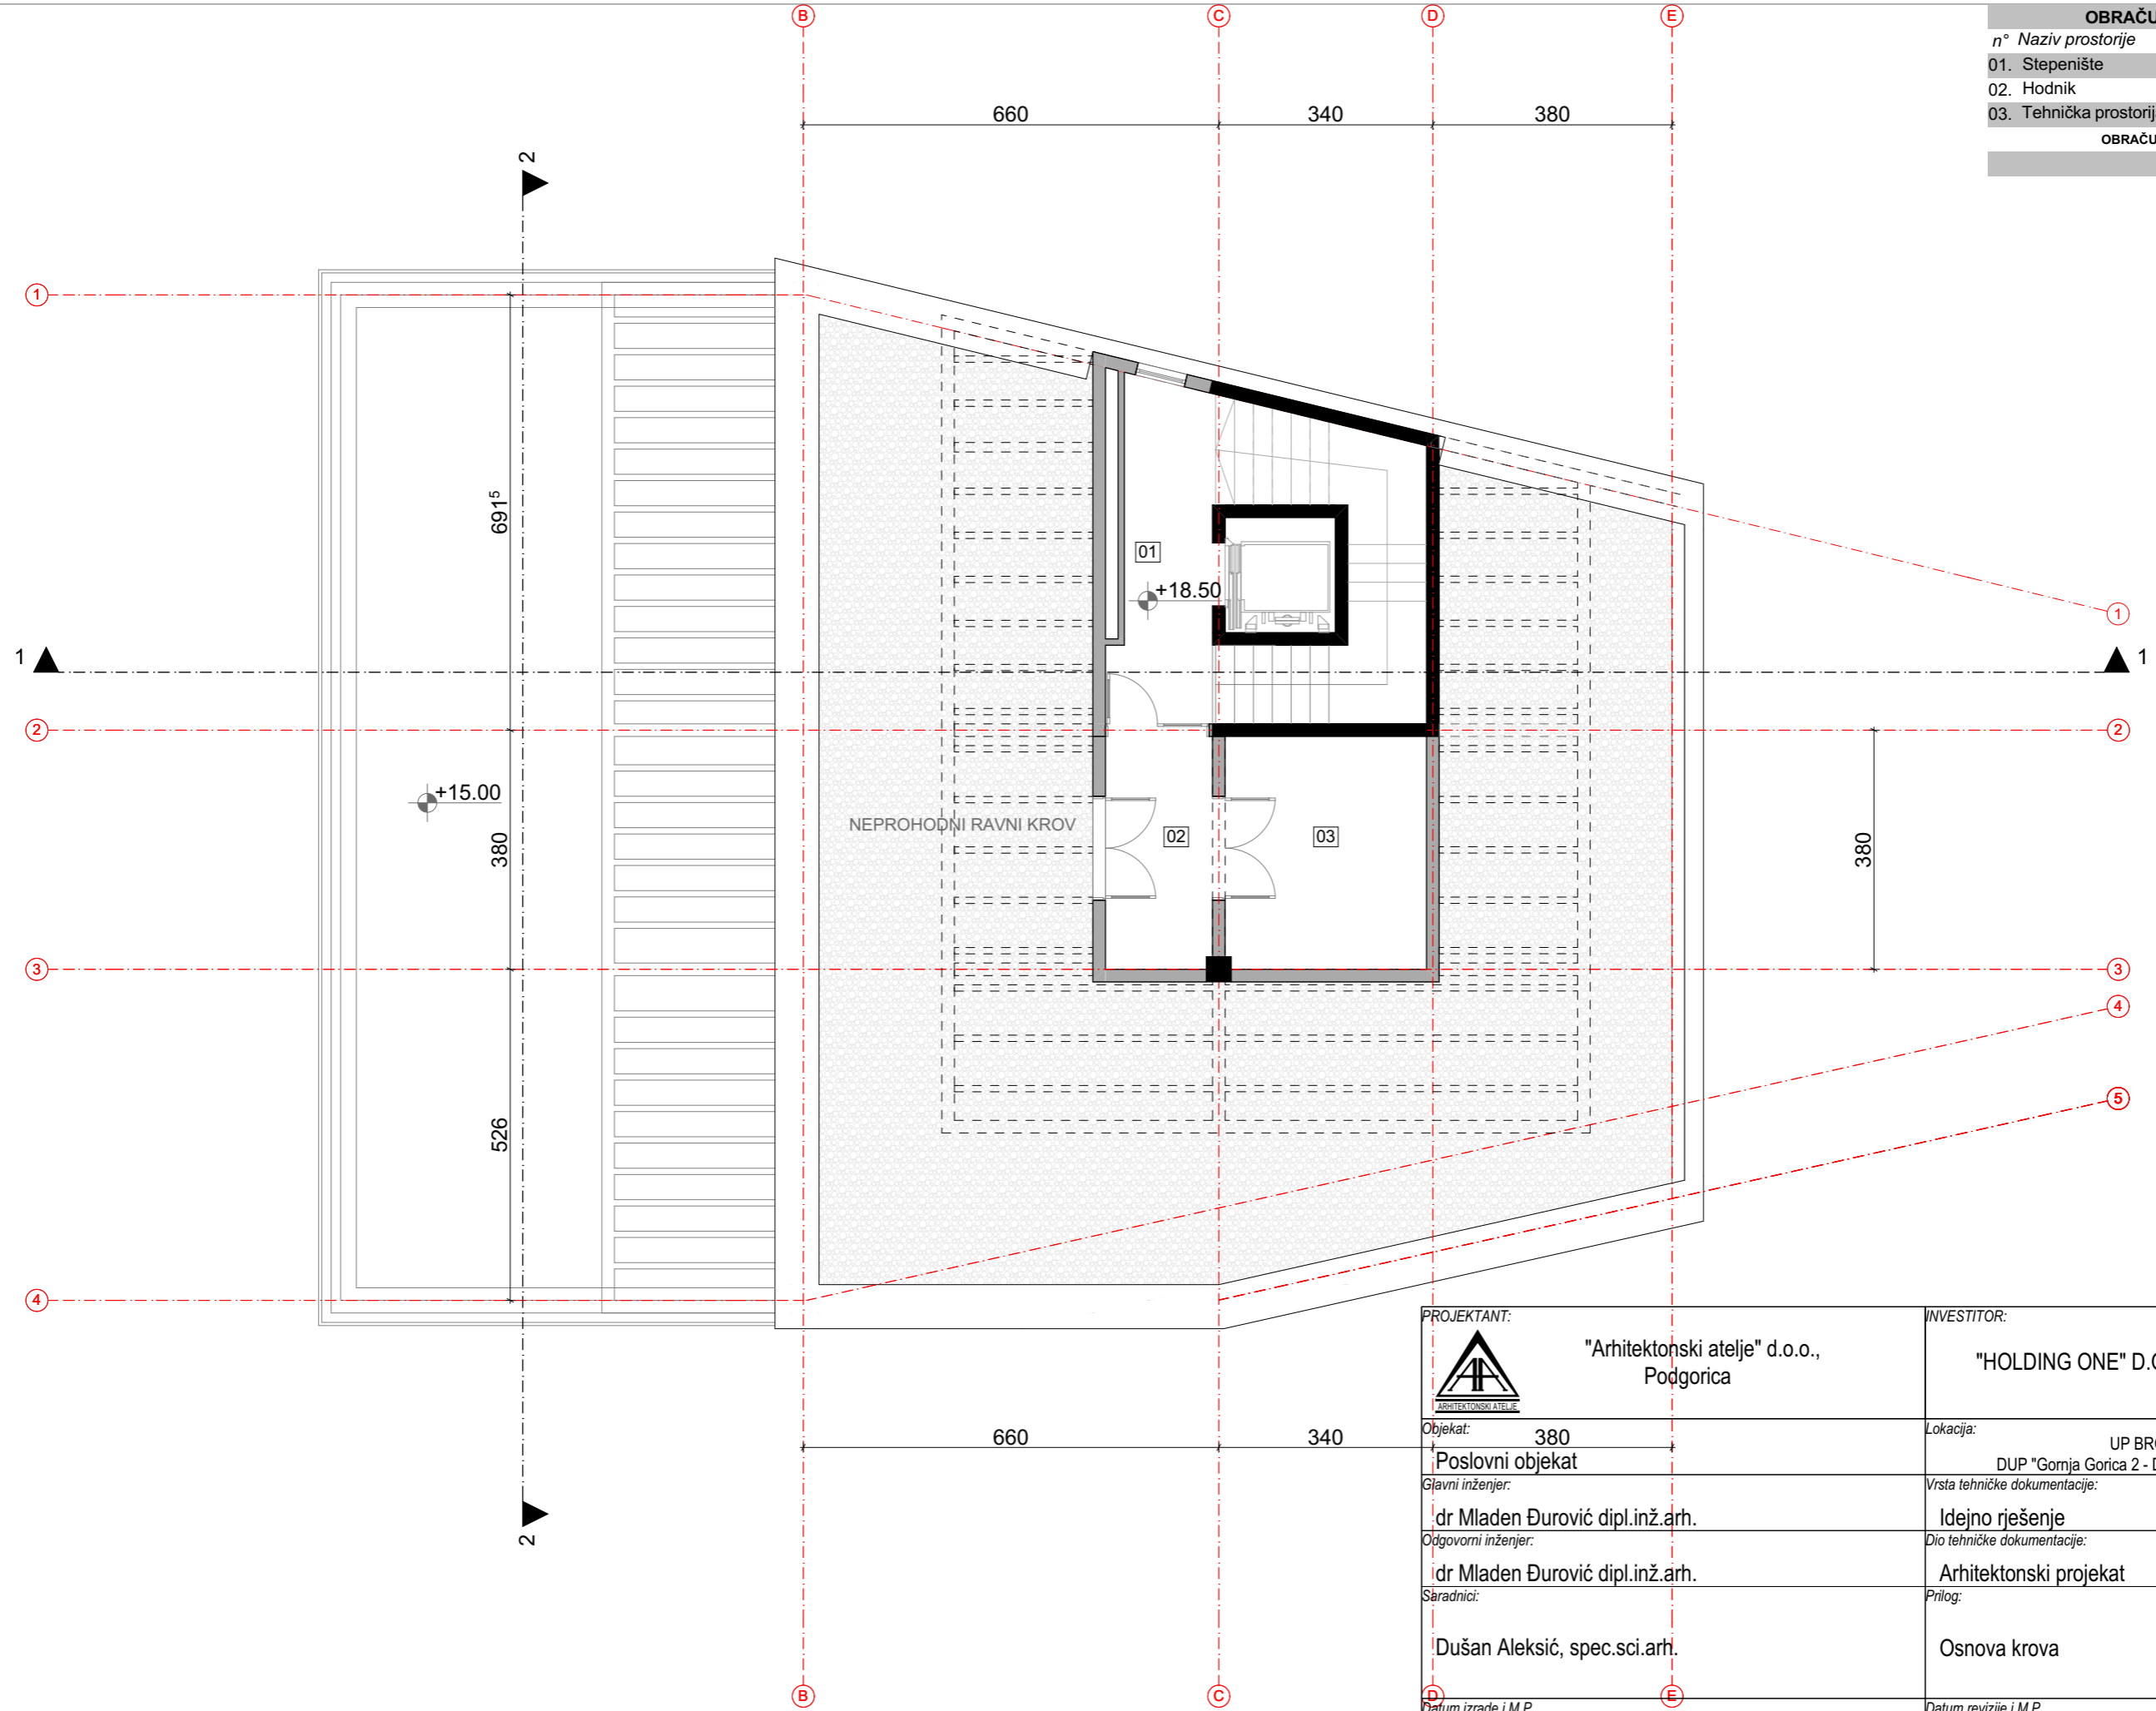 B
C
D
E
OBRAČU
n° Naziv prostorije
01. Stepenište
02. Hodnik
03. Tehnička prostorij
OBRAČU
660
340
380
2
1
691⁵
01
+18.50
1
1
1
2
2
+15.00
NEPROHODNI RAVNI KROV
02
03
380
380
3
3
4
5
526
4
PROJEKTANT:
"Arhitektonski atelje" d.o.o.,
Podgorica
ARHITEKTONSKI ATELJE
INVESTITOR:
"HOLDING ONE" D.O
660
340
380
Objekat:
Poslovni objekat
Lokacija:
UP BR
DUP "Gornja Gorica 2 - D
Glavni inženjer:
dr Mladen Đurović dipl.inž.arh.
Vrsta tehničke dokumentacije:
Idejno rješenje
2
Odgovorni inženjer:
dr Mladen Đurović dipl.inž.arh.
Dio tehničke dokumentacije:
Arhitektonski projekat
Saradnici:
Dušan Aleksić, spec.sci.arh.
Prilog:
Osnova krova
B
C
D
E
Datum izrade i M.P.
Datum revizije i M.P.